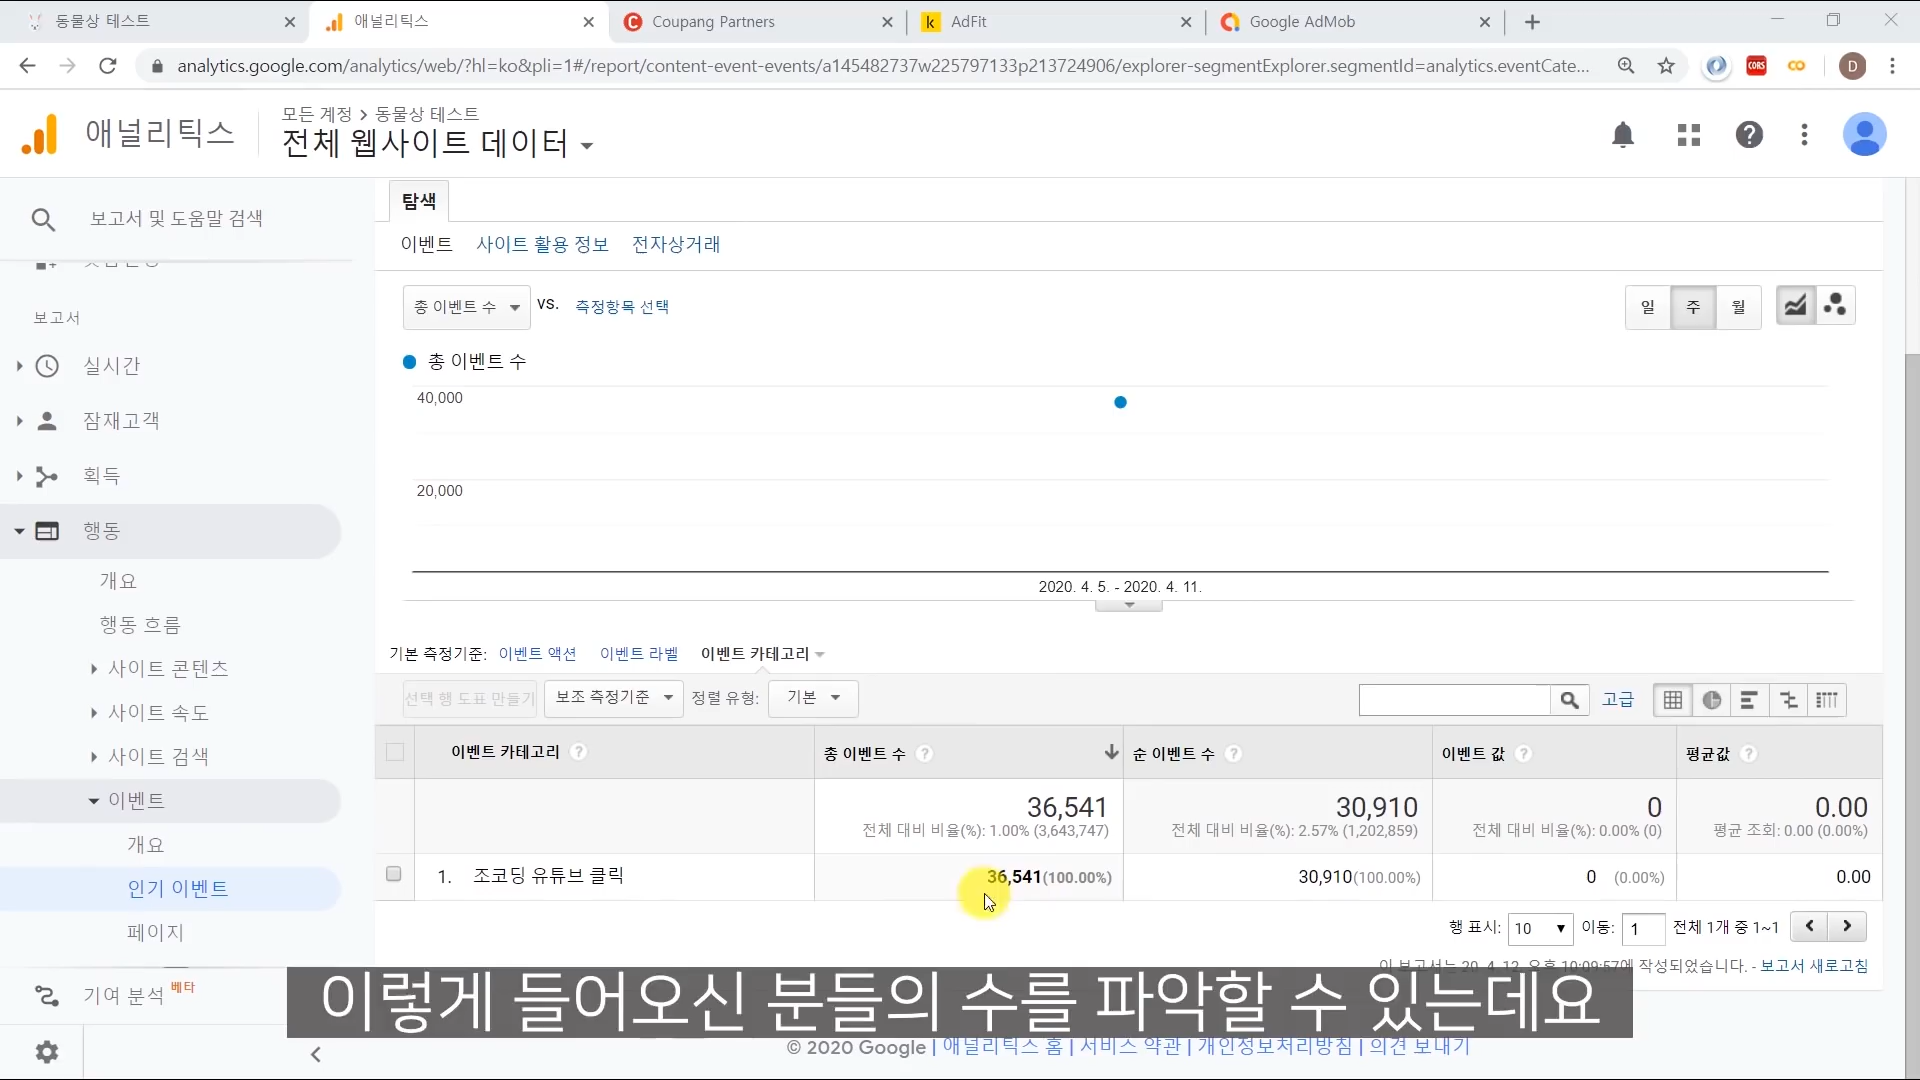 동물상 테스트
애널리틱스
Coupang Partners
AdFit
Google AdMob
analytics.google.com/analytics/web/?hl=ko&pli=1#/report/content-event-events/a145482737w225797133p213724906/explorer-segmentExplorer.segmentId=analytics.eventCate...
CORS
D
애널리틱스
모든 계정 > 동물상 테스트
전체 웹사이트 데이터
보고서 및 도움말 검색
보고서
실시간
잠재고객
획득
행동
개요
행동 흐름
사이트 콘텐츠
사이트 속도
사이트 검색
이벤트
개요
인기 이벤트
페이지
기여 분석 베타
탐색
이벤트 사이트 활용 정보 전자상거래
총 이벤트 수 VS. 측정항목 선택
일 주 월
총 이벤트 수
40,000
20,000
2020. 4. 5. - 2020. 4. 11.
기본 측정기준: 이벤트 액션 이벤트 라벨 이벤트 카테고리
선택 행 도표 만들기 보조 측정기준 정렬 유형: 기본 고급
이벤트 카테고리 ? 총 이벤트 수 ? 순 이벤트 수 ? 이벤트 값 ? 평균값 ?
36,541 30,910 0 0.00
전체 대비 비율(%): 1.00% (3,643,747) 전체 대비 비율(%): 2.57% (1,202,859) 전체 대비 비율(%): 0.00% (0) 평균 조회: 0.00 (0.00%)
1. 조코딩 유튜브 클릭 36,541(100.00%) 30,910(100.00%) 0 (0.00%) 0.00
행 표시: 10 이동: 1 전체 1개 중 1~1
이 보고서는 20. 4. 12. 오후 10:09:57에 작성되었습니다. - 보고서 새로고침
이렇게 들어오신 분들의 수를 파악할 수 있는데요
© 2020 Google | 애널리틱스 홈 | 서비스 약관 | 개인정보처리방침 | 의견 보내기